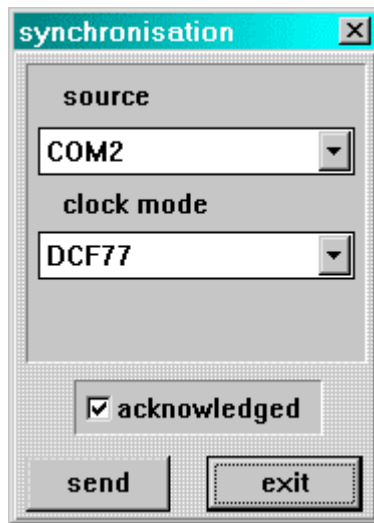 synchronisation
source
COM2
clock mode
DCF77
acknowledged
send exit